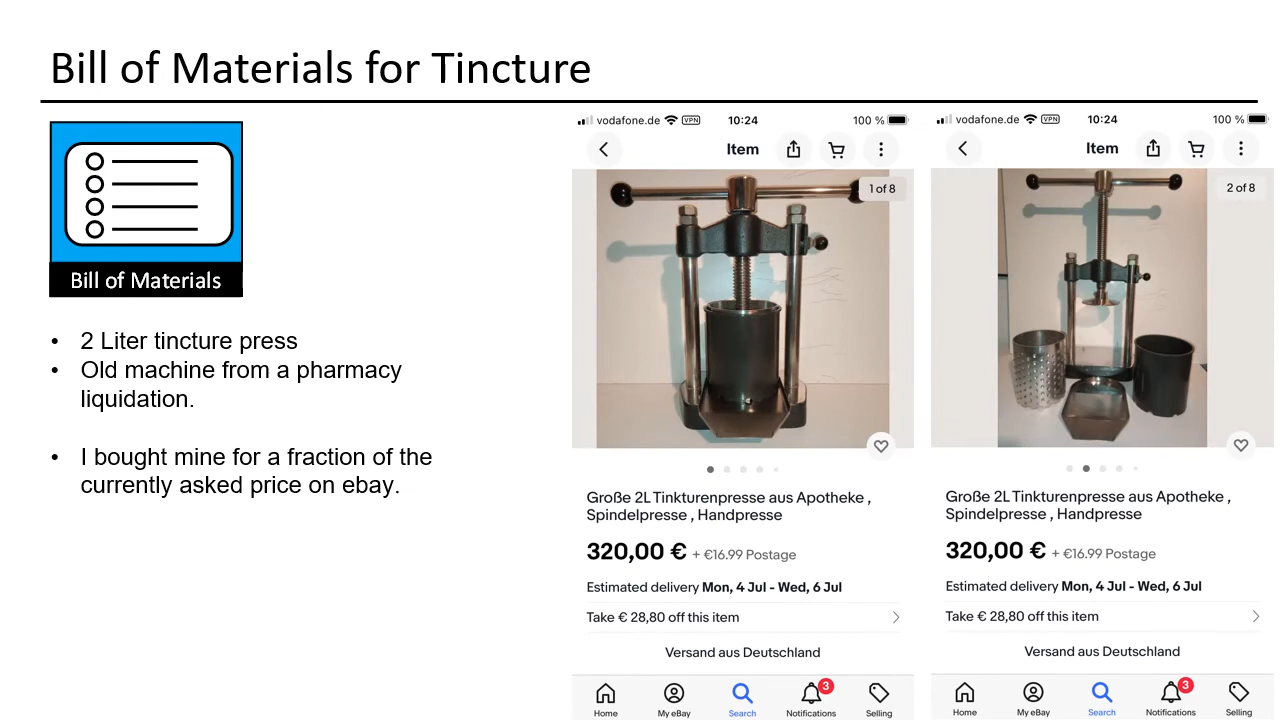 Bill of Materials for Tincture
Bill of Materials
• 2 Liter tincture press
• Old machine from a pharmacy
liquidation.
• I bought mine for a fraction of the
currently asked price on ebay.
vodafone.de VPN 10:24 100 %
Item
1 of 8
Große 2L Tinkturenpresse aus Apotheke ,
Spindelpresse , Handpresse
320,00 € + €16.99 Postage
Estimated delivery Mon, 4 Jul - Wed, 6 Jul
Take € 28,80 off this item
Versand aus Deutschland
3
Home My eBay Search Notifications Selling
vodafone.de VPN 10:24 100 %
Item
2 of 8
Große 2L Tinkturenpresse aus Apotheke ,
Spindelpresse , Handpresse
320,00 € + €16.99 Postage
Estimated delivery Mon, 4 Jul - Wed, 6 Jul
Take € 28,80 off this item
Versand aus Deutschland
3
Home My eBay Search Notifications Selling